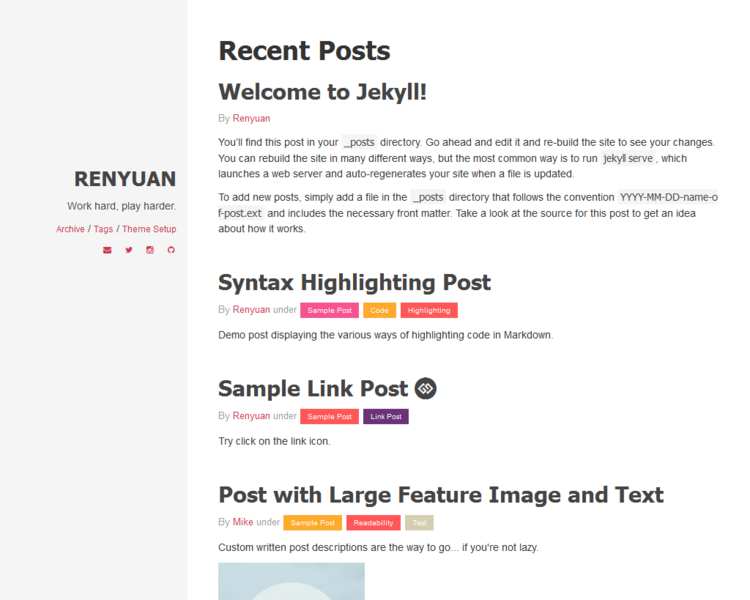 RENYUAN
Work hard, play harder.
Archive / Tags / Theme Setup
Recent Posts
Welcome to Jekyll!
By Renyuan
You'll find this post in your _posts directory. Go ahead and edit it and re-build the site to see your changes.
You can rebuild the site in many different ways, but the most common way is to run jekyll serve, which
launches a web server and auto-regenerates your site when a file is updated.
To add new posts, simply add a file in the _posts directory that follows the convention YYYY-MM-DD-name-o
f-post.ext and includes the necessary front matter. Take a look at the source for this post to get an idea
about how it works.
Syntax Highlighting Post
By Renyuan under Sample Post Code Highlighting
Demo post displaying the various ways of highlighting code in Markdown.
Sample Link Post
By Renyuan under Sample Post Link Post
Try click on the link icon.
Post with Large Feature Image and Text
By Mike under Sample Post Readability Test
Custom written post descriptions are the way to go... if you're not lazy.